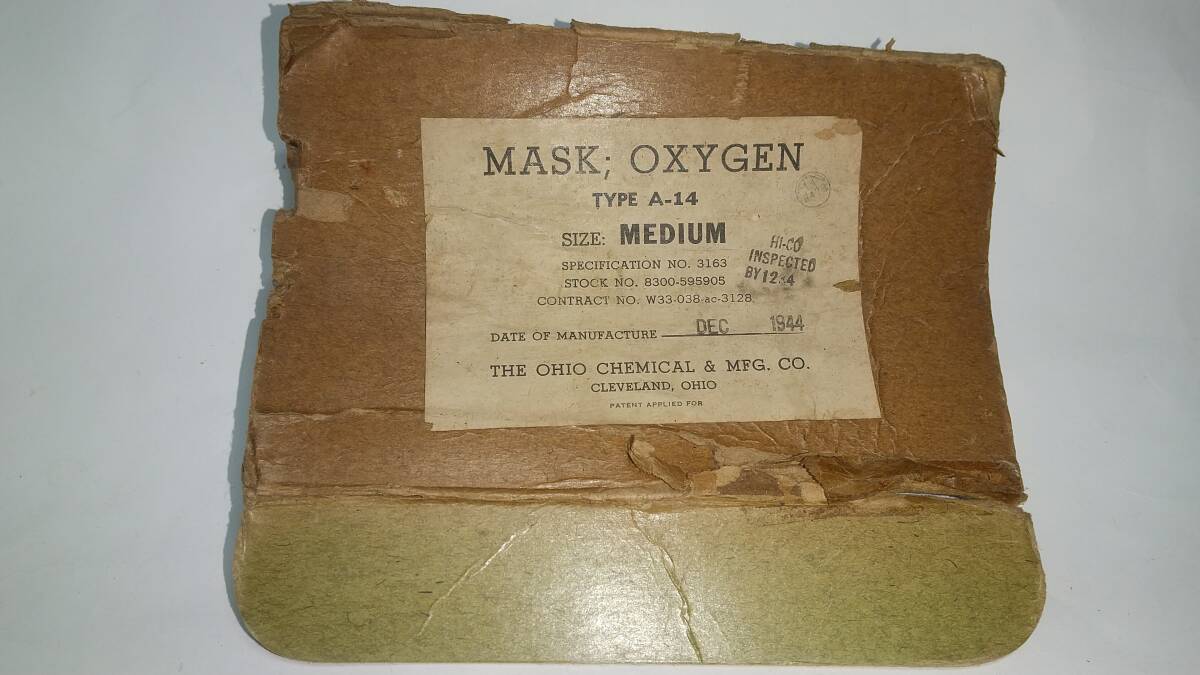 MASK; OXYGEN
TYPE A-14
SIZE: MEDIUM
HI-CO
INSPECTED
BY
SPECIFICATION NO. 3163
STOCK NO. 8300-595905
CONTRACT NO. W33-038-ac-3128
DATE OF MANUFACTURE DEC 1944
THE OHIO CHEMICAL & MFG. CO.
CLEVELAND, OHIO
PATENT APPLIED FOR